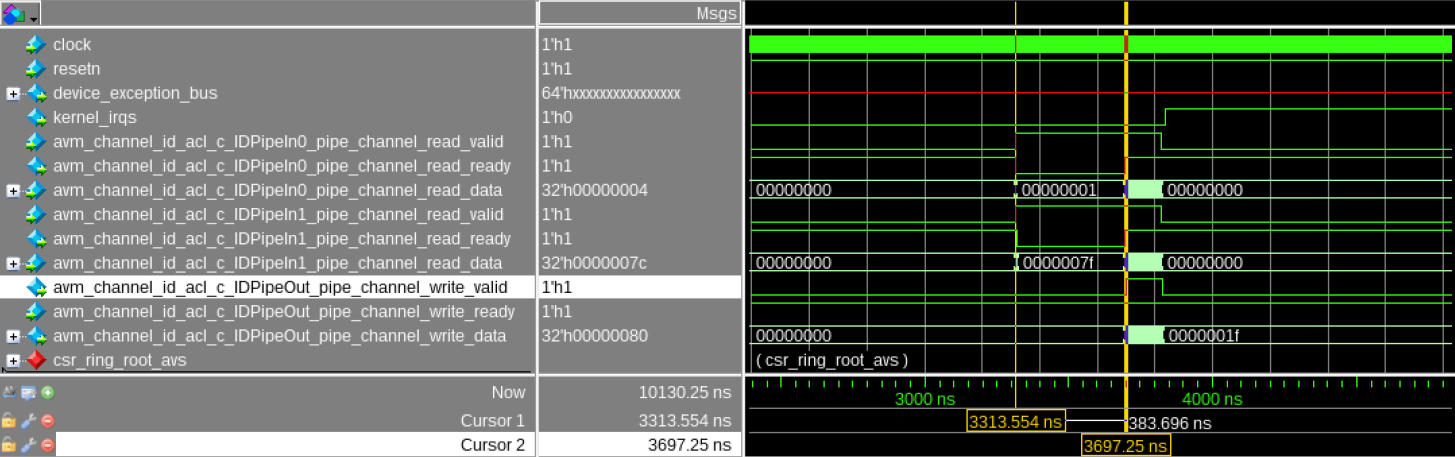 Msgs
clock 1'h1
resetn 1'h1
device_exception_bus 64'hxxxxxxxxxxxxxxxx
kernel_irqs 1'h0
avm_channel_id_acl_c_IDPipeIn0_pipe_channel_read_valid 1'h1
avm_channel_id_acl_c_IDPipeIn0_pipe_channel_read_ready 1'h1
avm_channel_id_acl_c_IDPipeIn0_pipe_channel_read_data 32'h00000004 00000000 00000001 00000000
avm_channel_id_acl_c_IDPipeIn1_pipe_channel_read_valid 1'h1
avm_channel_id_acl_c_IDPipeIn1_pipe_channel_read_ready 1'h1
avm_channel_id_acl_c_IDPipeIn1_pipe_channel_read_data 32'h0000007c 00000000 0000007f 00000000
avm_channel_id_acl_c_IDPipeOut_pipe_channel_write_valid 1'h1
avm_channel_id_acl_c_IDPipeOut_pipe_channel_write_ready 1'h1
avm_channel_id_acl_c_IDPipeOut_pipe_channel_write_data 32'h00000080 00000000 0000001f
csr_ring_root_avs ( csr_ring_root_avs )
Now 10130.25 ns 3000 ns 4000 ns
Cursor 1 3313.554 ns 3313.554 ns 383.696 ns
Cursor 2 3697.25 ns 3697.25 ns